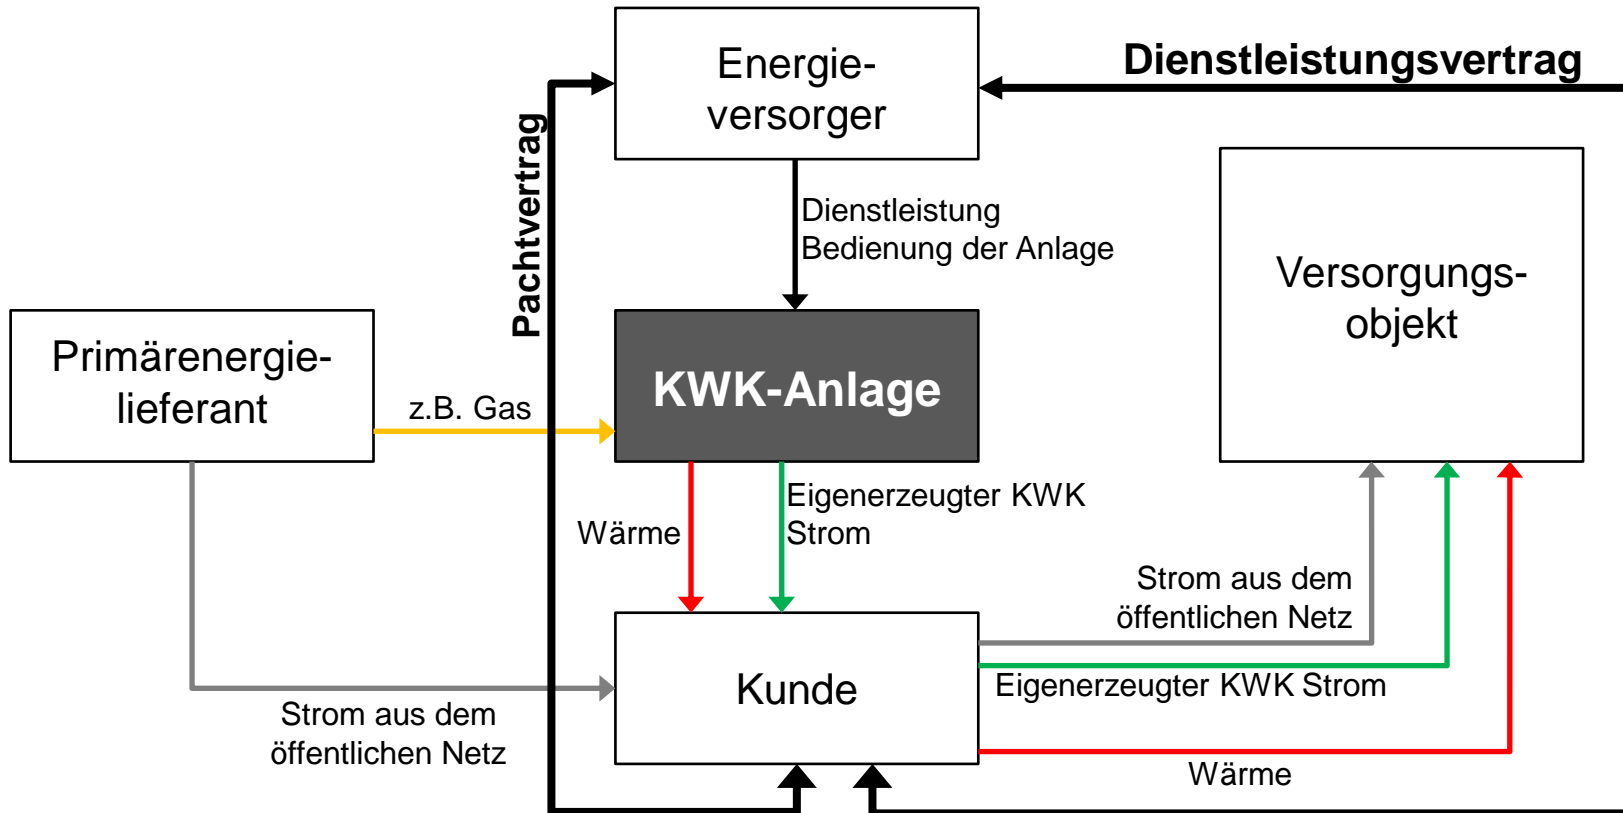 Energie-
versorger
Dienstleistungsvertrag
Pachtvertrag
Dienstleistung
Bedienung der Anlage
Versorgungs-
objekt
Primärenergie-
lieferant
z.B. Gas
KWK-Anlage
Wärme
Eigenerzeugter KWK
Strom
Strom aus dem
öffentlichen Netz
Kunde
Strom aus dem
öffentlichen Netz
Eigenerzeugter KWK Strom
Wärme